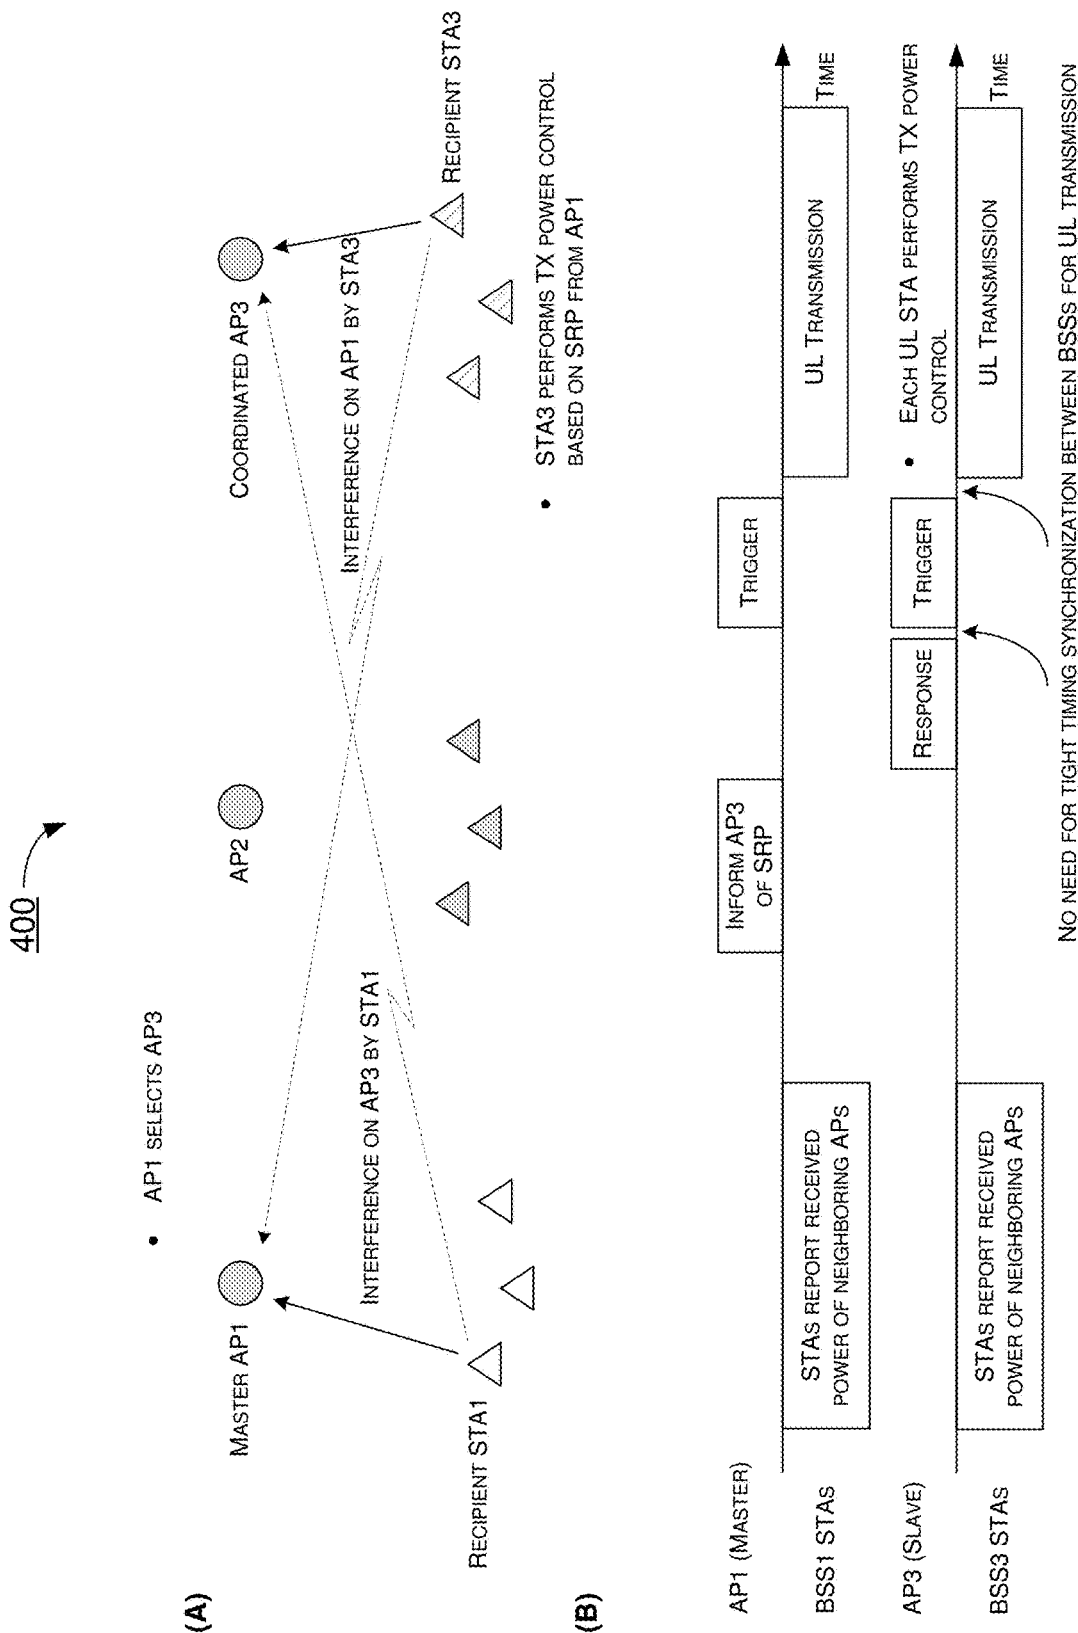 400
(A)
• AP1 SELECTS AP3
MASTER AP1
AP2
COORDINATED AP3
INTERFERENCE ON AP3 BY STA1
INTERFERENCE ON AP1 BY STA3
RECIPIENT STA1
RECIPIENT STA3
• STA3 PERFORMS TX POWER CONTROL
BASED ON SRP FROM AP1
(B)
AP1 (MASTER)
INFORM AP3
OF SRP
TRIGGER
BSS1 STAS
STAS REPORT RECEIVED
POWER OF NEIGHBORING APS
UL TRANSMISSION
TIME
AP3 (SLAVE)
RESPONSE
TRIGGER
• EACH UL STA PERFORMS TX POWER
CONTROL
BSS3 STAS
STAS REPORT RECEIVED
POWER OF NEIGHBORING APS
UL TRANSMISSION
TIME
NO NEED FOR TIGHT TIMING SYNCHRONIZATION BETWEEN BSSS FOR UL TRANSMISSION